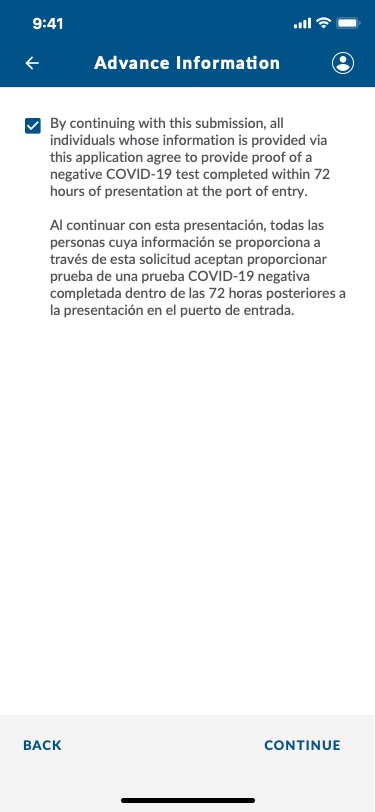 9:41
Advance Information
By continuing with this submission, all
individuals whose information is provided via
this application agree to provide proof of a
negative COVID-19 test completed within 72
hours of presentation at the port of entry.
Al continuar con esta presentación, todas las
personas cuya información se proporciona a
través de esta solicitud aceptan proporcionar
prueba de una prueba COVID-19 negativa
completada dentro de las 72 horas posteriores a
la presentación en el puerto de entrada.
BACK
CONTINUE